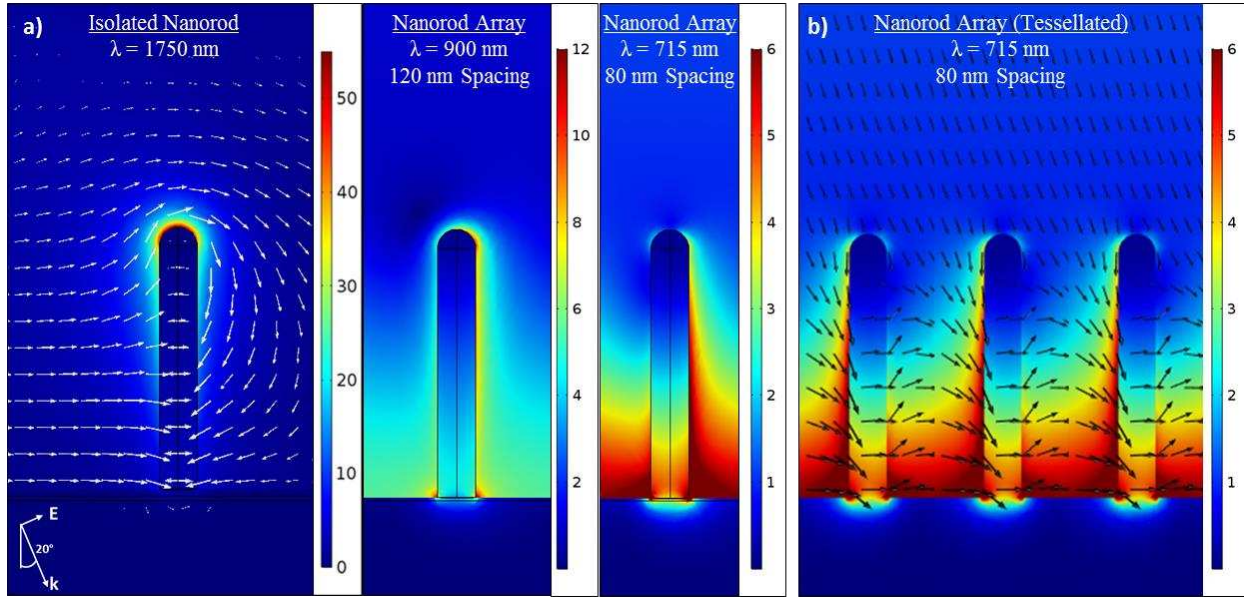 a)
Isolated Nanorod
λ = 1750 nm
50
40
30
20
10
0
E
20°
k
Nanorod Array
λ = 900 nm
120 nm Spacing
12
10
8
6
4
2
Nanorod Array
λ = 715 nm
80 nm Spacing
6
5
4
3
2
1
b)
Nanorod Array (Tessellated)
λ = 715 nm
80 nm Spacing
6
5
4
3
2
1